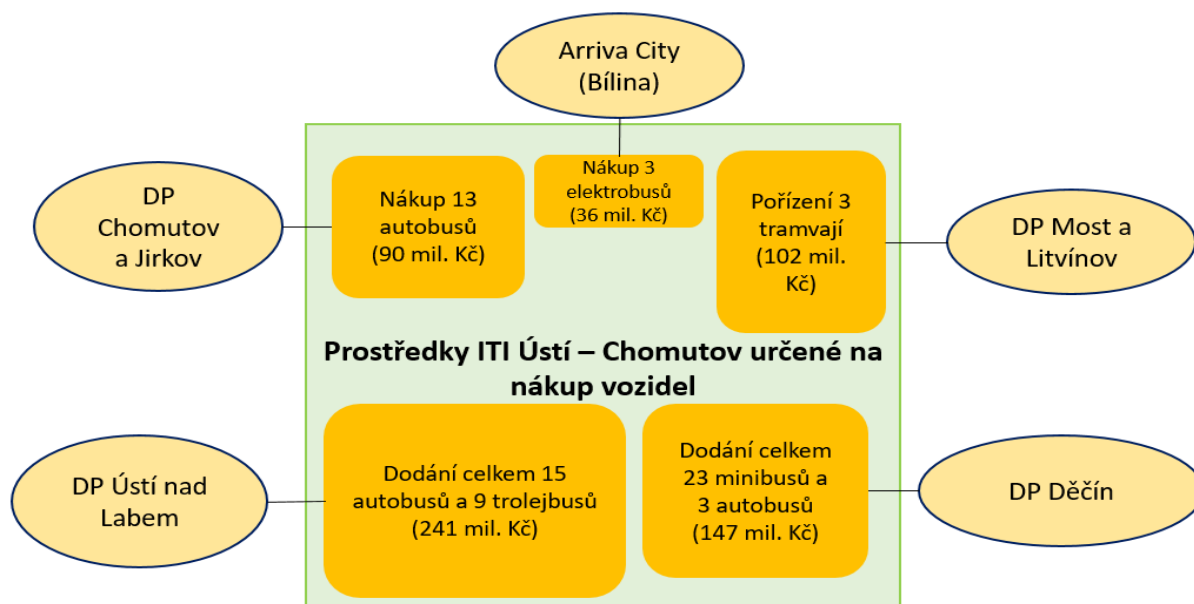 Arriva City
(Bílina)
Nákup 3
elektrobusů
(36 mil. Kč)
DP
Chomutov
a Jirkov
Nákup 13
autobusů
(90 mil. Kč)
Pořízení 3
tramvají
(102 mil.
Kč)
DP Most a
Litvínov
Prostředky ITI Ústí – Chomutov určené na
nákup vozidel
DP Ústí nad
Labem
Dodání celkem 15
autobusů a 9 trolejbusů
(241 mil. Kč)
Dodání celkem
23 minibusů a
3 autobusů
(147 mil. Kč)
DP Děčín